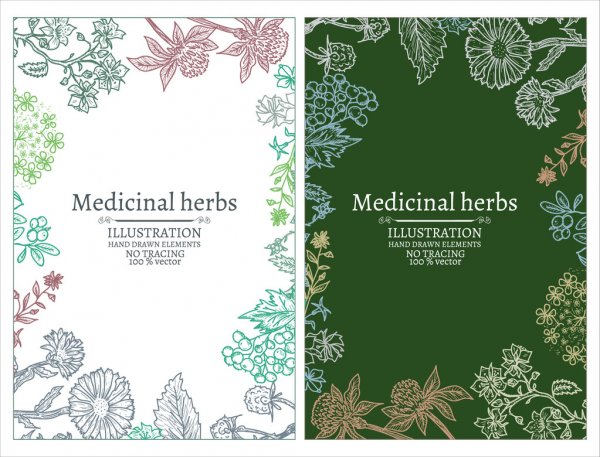 Medicinal herbs
ILLUSTRATION
HAND DRAWN ELEMENTS
NO TRACING
100 % vector
Medicinal herbs
ILLUSTRATION
HAND DRAWN ELEMENTS
NO TRACING
100 % vector